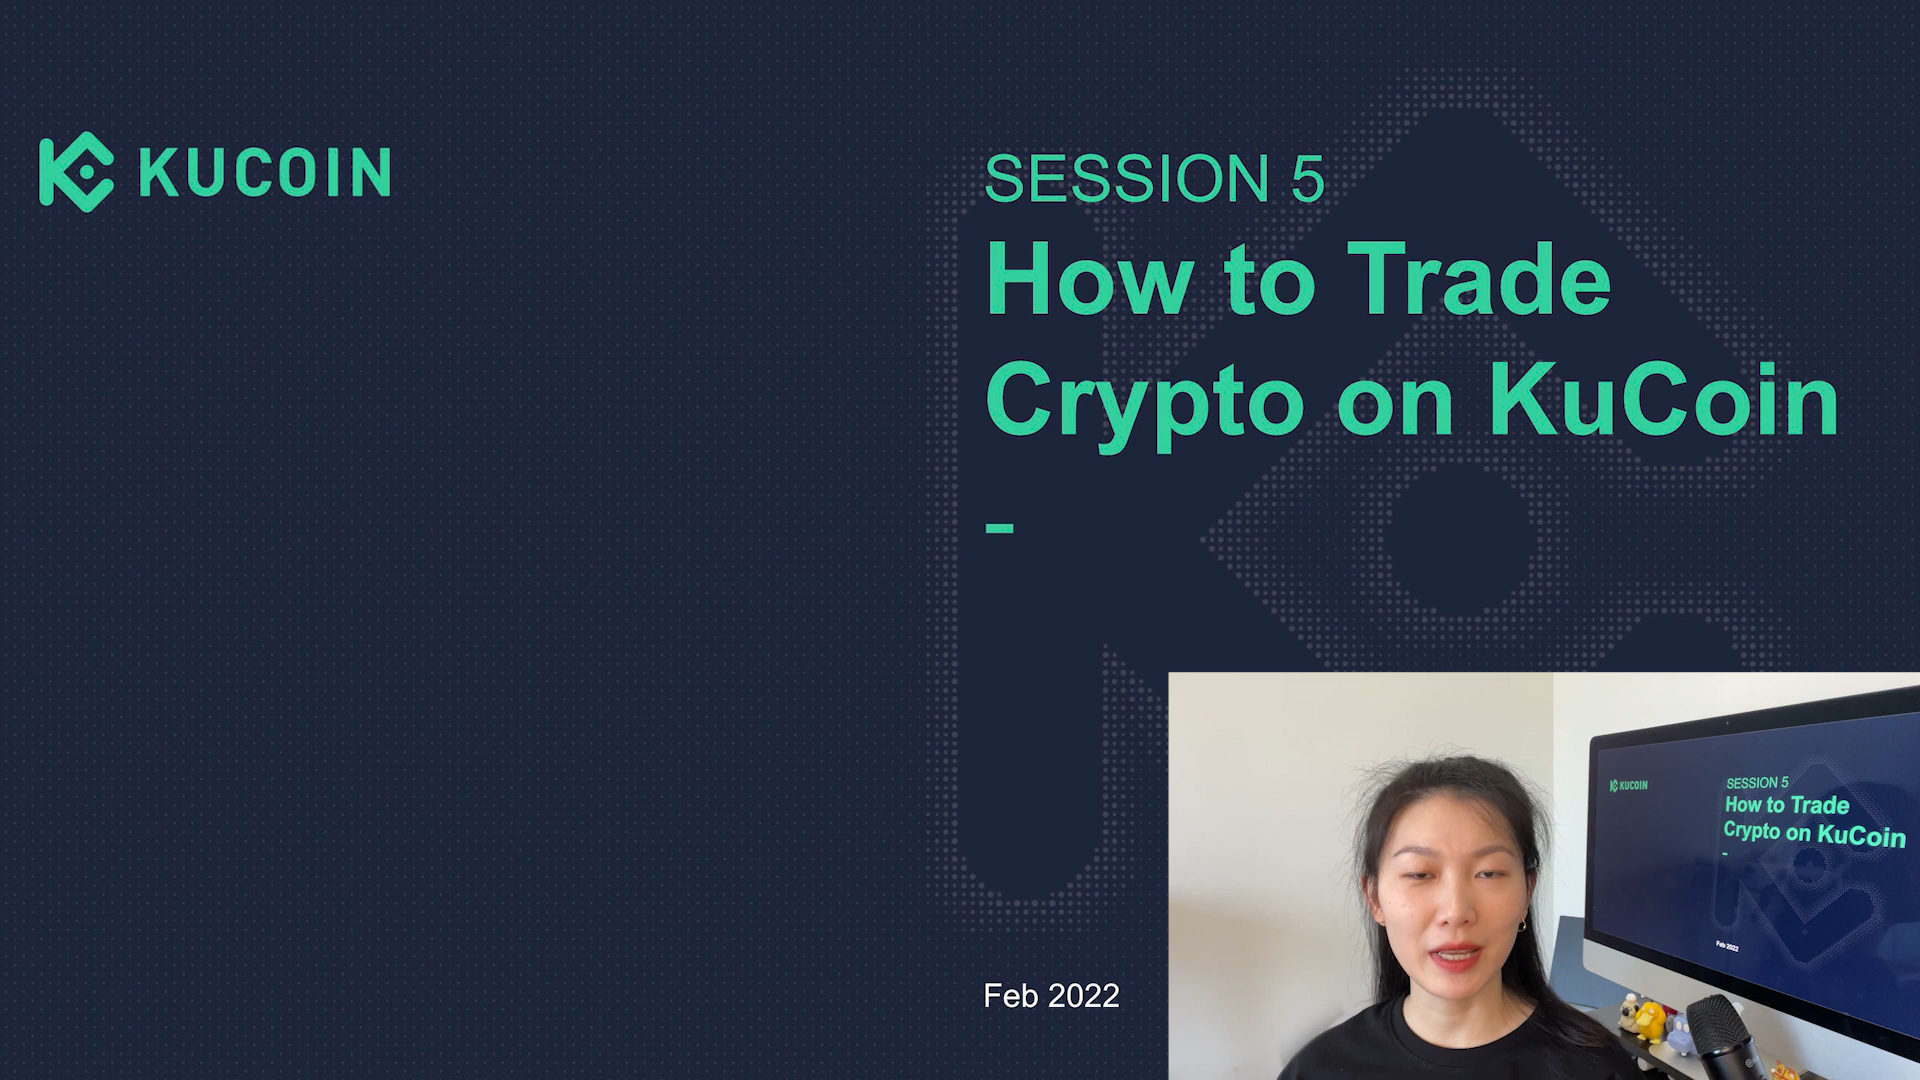 KUCOIN
SESSION 5
How to Trade
Crypto on KuCoin
-
Feb 2022
KUCOIN
SESSION 5
How to Trade
Crypto on KuCoin
-
Feb 2022